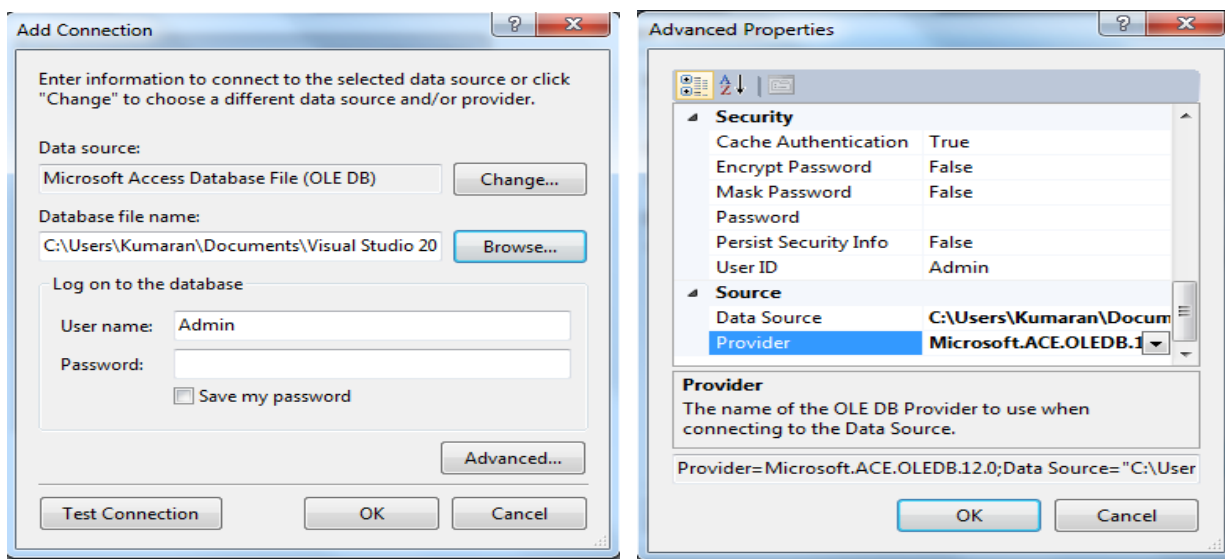 Add Connection
Enter information to connect to the selected data source or click
"Change" to choose a different data source and/or provider.
Data source:
Microsoft Access Database File (OLE DB)
Change...
Database file name:
C:\Users\Kumaran\Documents\Visual Studio 20
Browse...
Log on to the database
User name:
Admin
Password:
Save my password
Advanced...
Test Connection
OK
Cancel
Advanced Properties
Security
Cache Authentication True
Encrypt Password False
Mask Password False
Password
Persist Security Info False
User ID Admin
Source
Data Source C:\Users\Kumaran\Docum
Provider Microsoft.ACE.OLEDB.1
Provider
The name of the OLE DB Provider to use when
connecting to the Data Source.
Provider=Microsoft.ACE.OLEDB.12.0;Data Source="C:\User
OK
Cancel